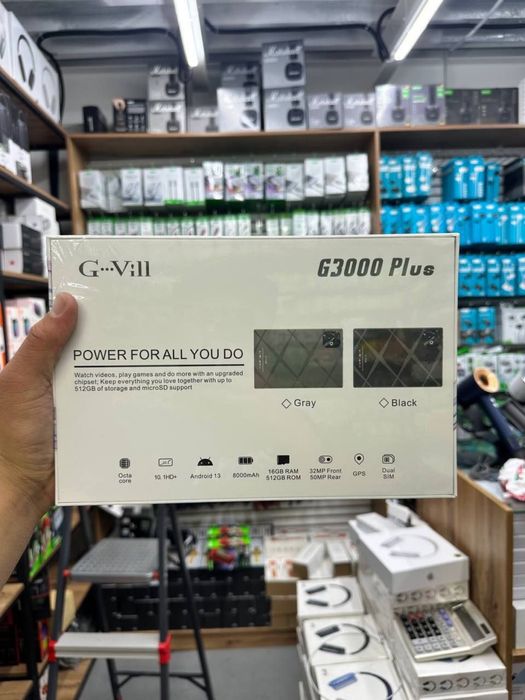 G···Vill
G3000 Plus
POWER FOR ALL YOU DO
Watch videos, play games and do more with an upgraded
chipset; Keep everything you love together with up to
512GB of storage and microSD support
Gray
Black
Octa
core
10.1HD+
Android 13
8000mAh
16GB RAM
512GB ROM
32MP Front
50MP Rear
GPS
Dual
SIM